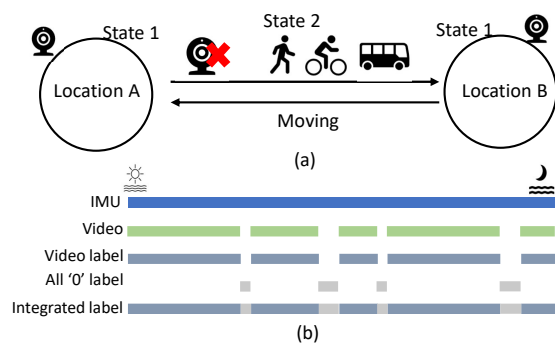 State 1
State 2
State 1
Location A
Location B
Moving
(a)
IMU
Video
Video label
All ‘0’ label
Integrated label
(b)